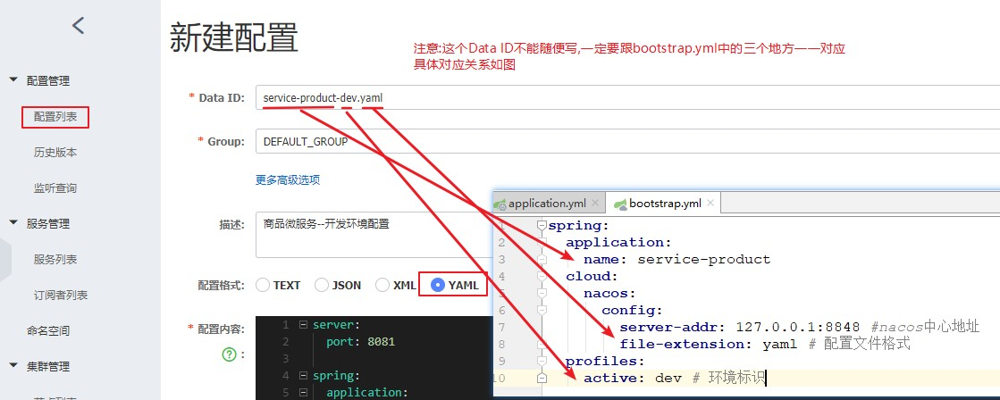 新建配置
注意:这个Data ID不能随便写,一定要跟bootstrap.yml中的三个地方一一对应
具体对应关系如图
配置管理
配置列表
历史版本
监听查询
服务管理
服务列表
订阅者列表
命名空间
集群管理
* Data ID:
service-product-dev.yaml
* Group:
DEFAULT_GROUP
更多高级选项
描述:
商品微服务--开发环境配置
配置格式:
TEXT JSON XML YAML
* 配置内容:
? :
1 server:
2 port: 8081
3
4 spring:
5 application:
application.yml × bootstrap.yml ×
1 spring:
2 application:
3 name: service-product
4 cloud:
5 nacos:
6 config:
7 server-addr: 127.0.0.1:8848 #nacos中心地址
8 file-extension: yaml # 配置文件格式
9 profiles:
10 active: dev # 环境标识